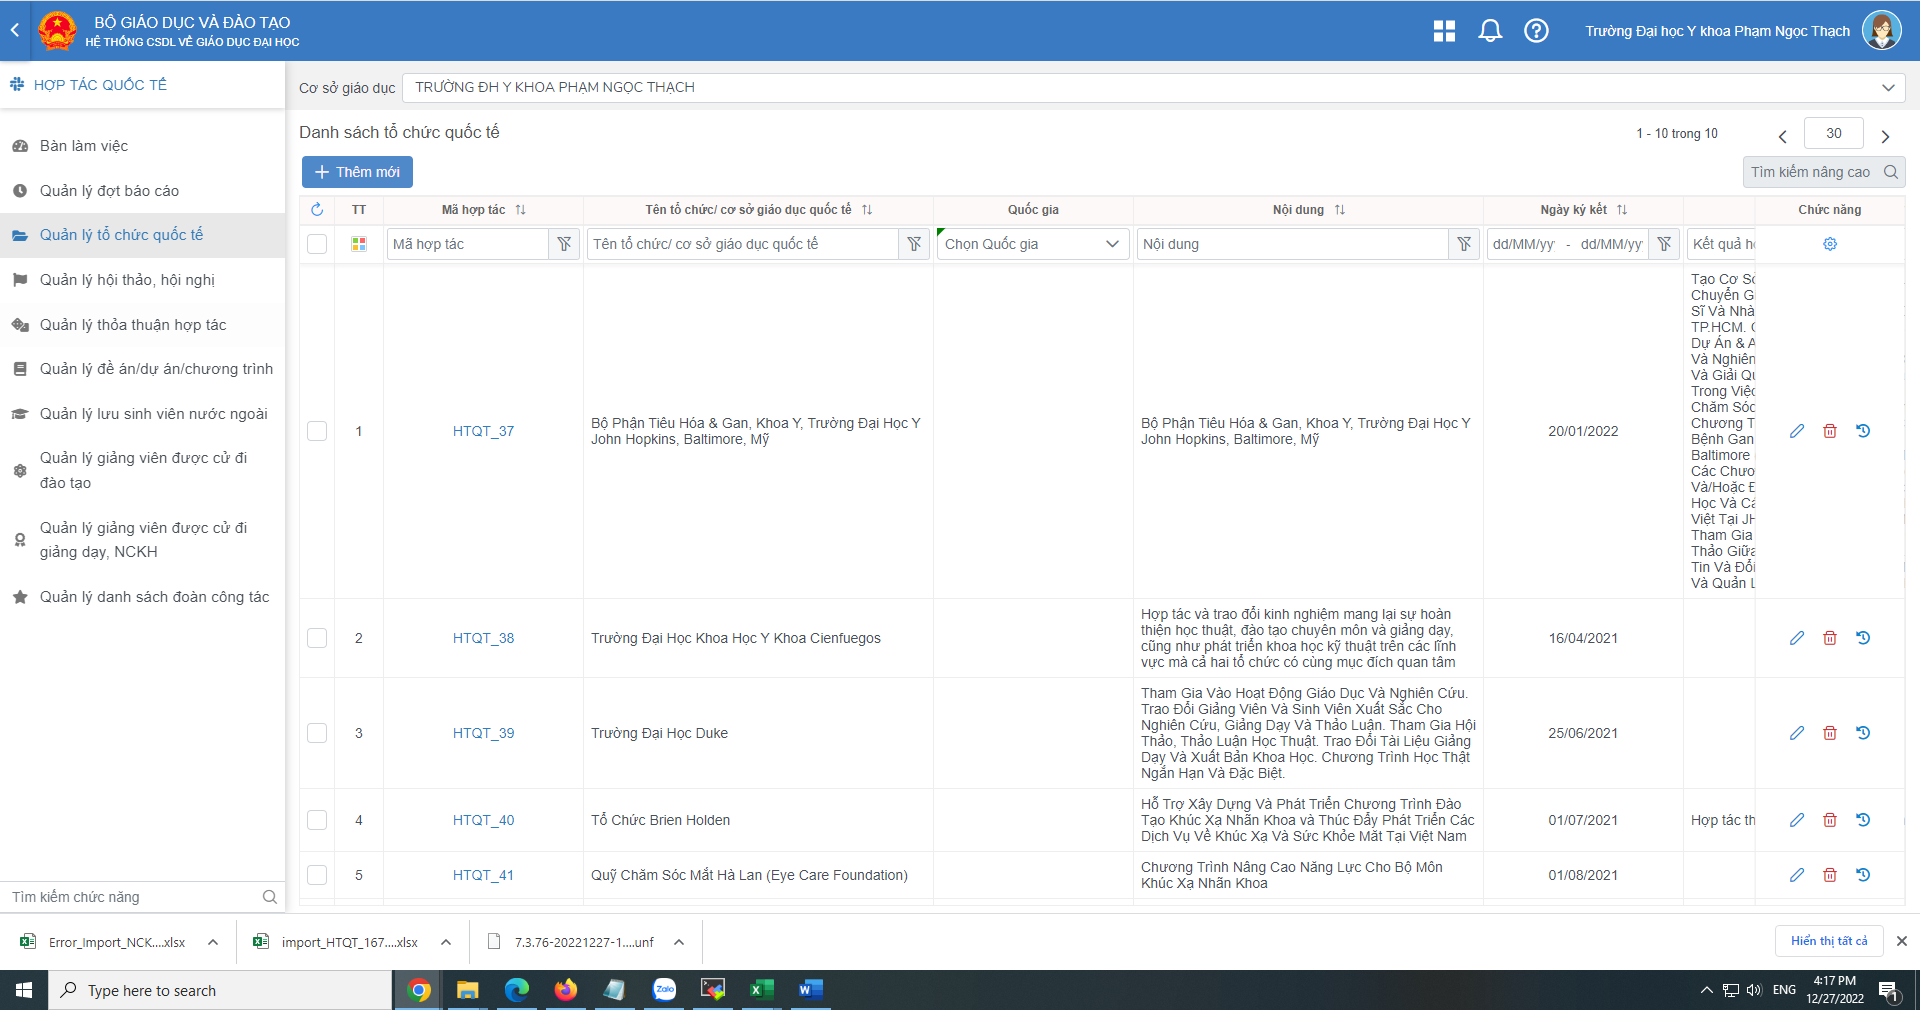 BỘ GIÁO DỤC VÀ ĐÀO TẠO
HỆ THỐNG CSDL VỀ GIÁO DỤC ĐẠI HỌC
Trường Đại học Y khoa Phạm Ngọc Thạch
HỢP TÁC QUỐC TẾ
Bàn làm việc
Quản lý đợt báo cáo
Quản lý tổ chức quốc tế
Quản lý hội thảo, hội nghị
Quản lý thỏa thuận hợp tác
Quản lý đề án/dự án/chương trình
Quản lý lưu sinh viên nước ngoài
Quản lý giảng viên được cử đi
đào tạo
Quản lý giảng viên được cử đi
giảng dạy, NCKH
Quản lý danh sách đoàn công tác
Tìm kiếm chức năng
Cơ sở giáo dục
TRƯỜNG ĐH Y KHOA PHẠM NGỌC THẠCH
Danh sách tổ chức quốc tế
1 - 10 trong 10
30
Thêm mới
Tìm kiếm nâng cao
TT
Mã hợp tác
Tên tổ chức/ cơ sở giáo dục quốc tế
Quốc gia
Nội dung
Ngày ký kết
Chức năng
Mã hợp tác
Tên tổ chức/ cơ sở giáo dục quốc tế
Chọn Quốc gia
Nội dung
dd/MM/yy - dd/MM/yy
Kết quả
1
HTQT_37
Bộ Phận Tiêu Hóa & Gan, Khoa Y, Trường Đại Học Y
John Hopkins, Baltimore, Mỹ
Bộ Phận Tiêu Hóa & Gan, Khoa Y, Trường Đại Học Y
John Hopkins, Baltimore, Mỹ
20/01/2022
Tạo Cơ Sở
Chuyển G
Sĩ Và Nhà
TP.HCM.
Dự Án & A
Và Nghiên
Và Giải Qu
Trong Việc
Chăm Sóc
Chương T
Bệnh Gan
Baltimore
Các Chươ
Và/Hoặc Đ
Học Và Cá
Việt Tại JH
Tham Gia
Thảo Giữa
Tin Và Đổi
Và Quản L
2
HTQT_38
Trường Đại Học Khoa Học Y Khoa Cienfuegos
Hợp tác và trao đổi kinh nghiệm mang lại sự hoàn
thiện học thuật, đào tạo chuyên môn và giảng dạy,
cũng như phát triển khoa học kỹ thuật trên các lĩnh
vực mà cả hai tổ chức có cùng mục đích quan tâm
16/04/2021
3
HTQT_39
Trường Đại Học Duke
Tham Gia Vào Hoạt Động Giáo Dục Và Nghiên Cứu.
Trao Đổi Giảng Viên Và Sinh Viên Xuất Sắc Cho
Nghiên Cứu, Giảng Dạy Và Thảo Luận. Tham Gia Hội
Thảo, Thảo Luận Học Thuật. Trao Đổi Tài Liệu Giảng
Dạy Và Xuất Bản Khoa Học. Chương Trình Học Thật
Ngắn Hạn Và Đặc Biệt.
25/06/2021
4
HTQT_40
Tổ Chức Brien Holden
Hỗ Trợ Xây Dựng Và Phát Triển Chương Trình Đào
Tạo Khúc Xạ Nhãn Khoa và Thúc Đẩy Phát Triển Các
Dịch Vụ Về Khúc Xạ Và Sức Khỏe Mắt Tại Việt Nam
01/07/2021
Hợp tác th
5
HTQT_41
Quỹ Chăm Sóc Mắt Hà Lan (Eye Care Foundation)
Chương Trình Nâng Cao Năng Lực Cho Bộ Môn
Khúc Xạ Nhãn Khoa
01/08/2021
Error_Import_NCK....xlsx
import_HTQT_167....xlsx
7.3.76-20221227-1....unf
Hiển thị tất cả
Type here to search
Zalo
ENG
4:17 PM
12/27/2022
1